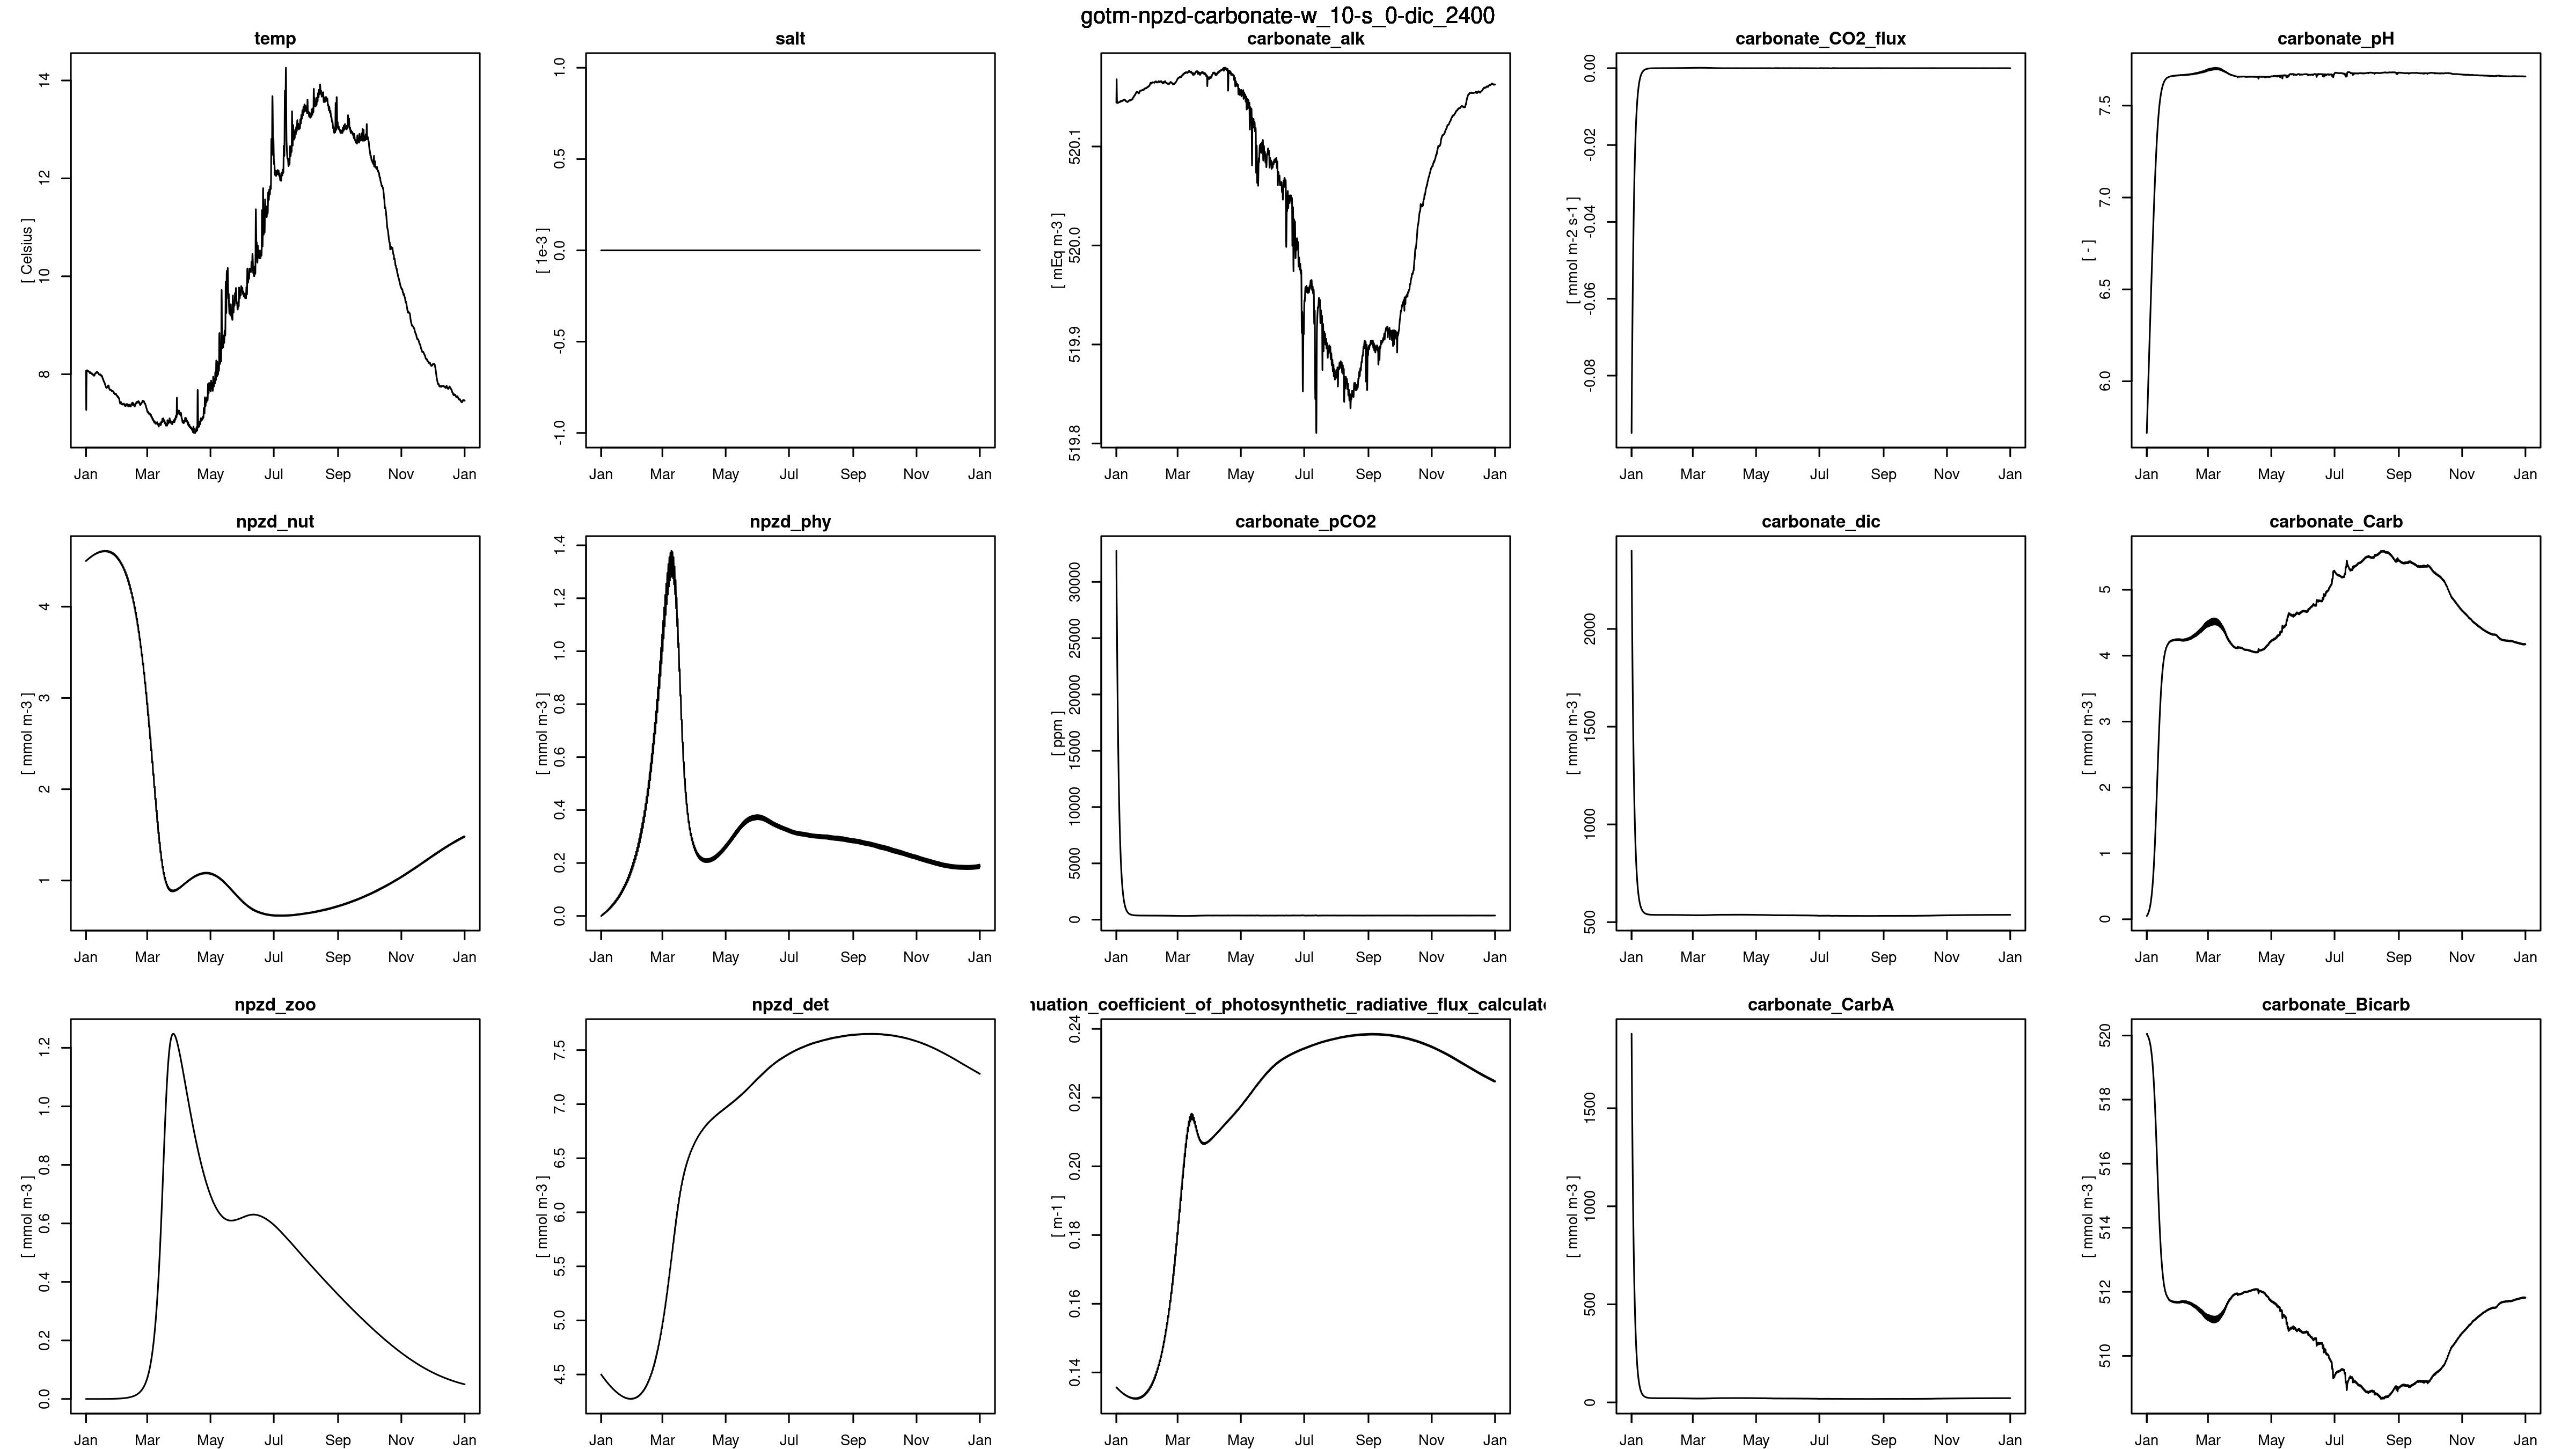 gotm-npzd-carbonate-w_10-s_0-dic_2400
temp
[ Celsius ]
8 10 12 14
Jan Mar May Jul Sep Nov Jan
salt
[ 1e-3 ]
-1.0 -0.5 0.0 0.5 1.0
Jan Mar May Jul Sep Nov Jan
carbonate_alk
[ mEq m-3 ]
519.8 519.9 520.0 520.1
Jan Mar May Jul Sep Nov Jan
carbonate_CO2_flux
[ mmol m-2 s-1 ]
-0.08 -0.06 -0.04 -0.02 0.00
Jan Mar May Jul Sep Nov Jan
carbonate_pH
[ - ]
6.0 6.5 7.0 7.5
Jan Mar May Jul Sep Nov Jan
npzd_nut
[ mmol m-3 ]
1 2 3 4
Jan Mar May Jul Sep Nov Jan
npzd_phy
[ mmol m-3 ]
0.0 0.2 0.4 0.6 0.8 1.0 1.2 1.4
Jan Mar May Jul Sep Nov Jan
carbonate_pCO2
[ ppm ]
0 5000 10000 15000 20000 25000 30000
Jan Mar May Jul Sep Nov Jan
carbonate_dic
[ mmol m-3 ]
500 1000 1500 2000
Jan Mar May Jul Sep Nov Jan
carbonate_Carb
[ mmol m-3 ]
0 1 2 3 4 5
Jan Mar May Jul Sep Nov Jan
npzd_zoo
[ mmol m-3 ]
0.0 0.2 0.4 0.6 0.8 1.0 1.2
Jan Mar May Jul Sep Nov Jan
npzd_det
[ mmol m-3 ]
4.5 5.0 5.5 6.0 6.5 7.0 7.5
Jan Mar May Jul Sep Nov Jan
nuation_coefficient_of_photosynthetic_radiative_flux_calculate
[ m-1 ]
0.14 0.16 0.18 0.20 0.22 0.24
Jan Mar May Jul Sep Nov Jan
carbonate_CarbA
[ mmol m-3 ]
0 500 1000 1500
Jan Mar May Jul Sep Nov Jan
carbonate_Bicarb
[ mmol m-3 ]
510 512 514 516 518 520
Jan Mar May Jul Sep Nov Jan